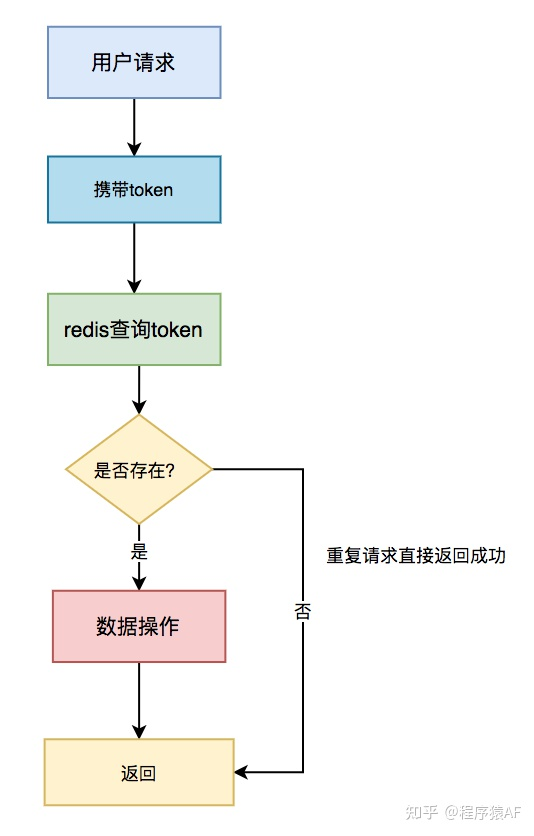 用户请求
携带token
redis查询token
是否存在?
是
重复请求直接返回成功
否
数据操作
返回
知乎 @程序猿AF